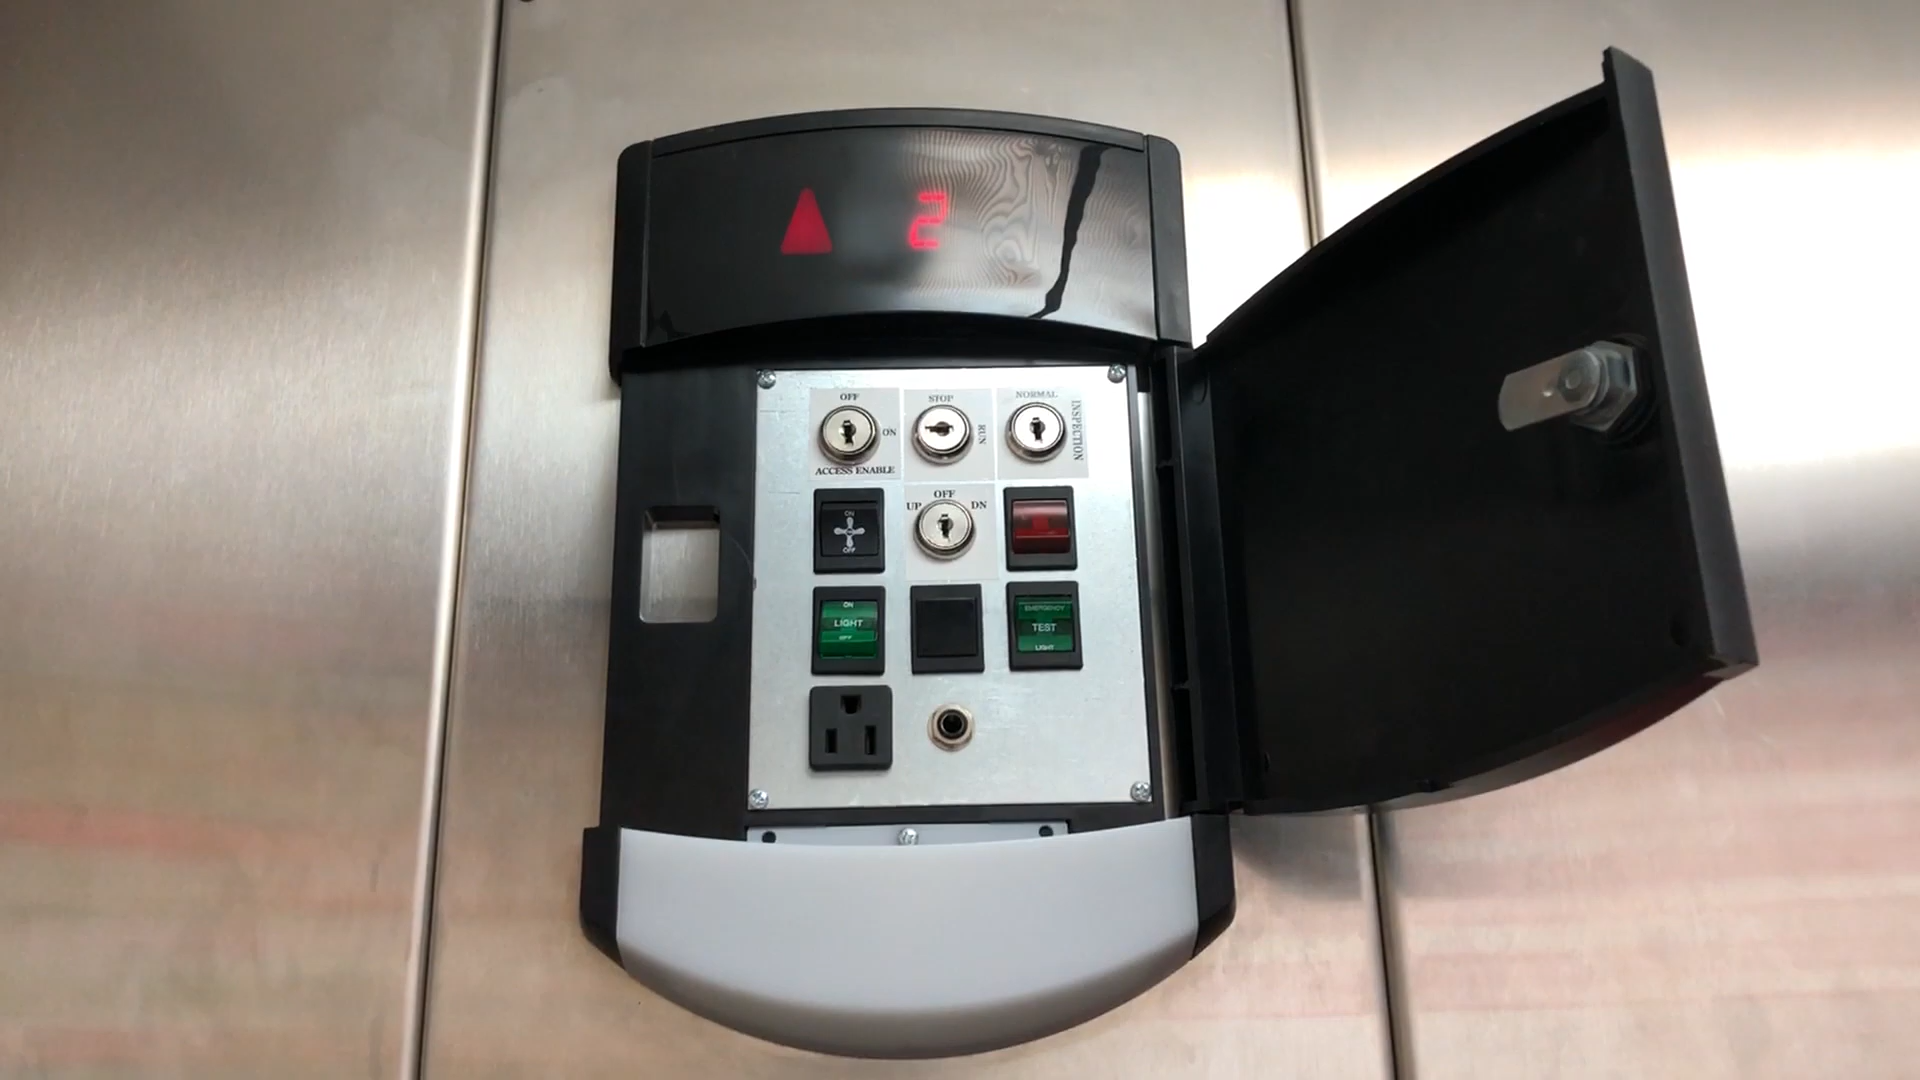 2
OFF
ON
ACCESS ENABLE
STOP
RUN
NORMAL
INSPECTION
ON
OFF
OFF
UP
DN
ON
LIGHT
OFF
EMERGENCY
TEST
LIGHT